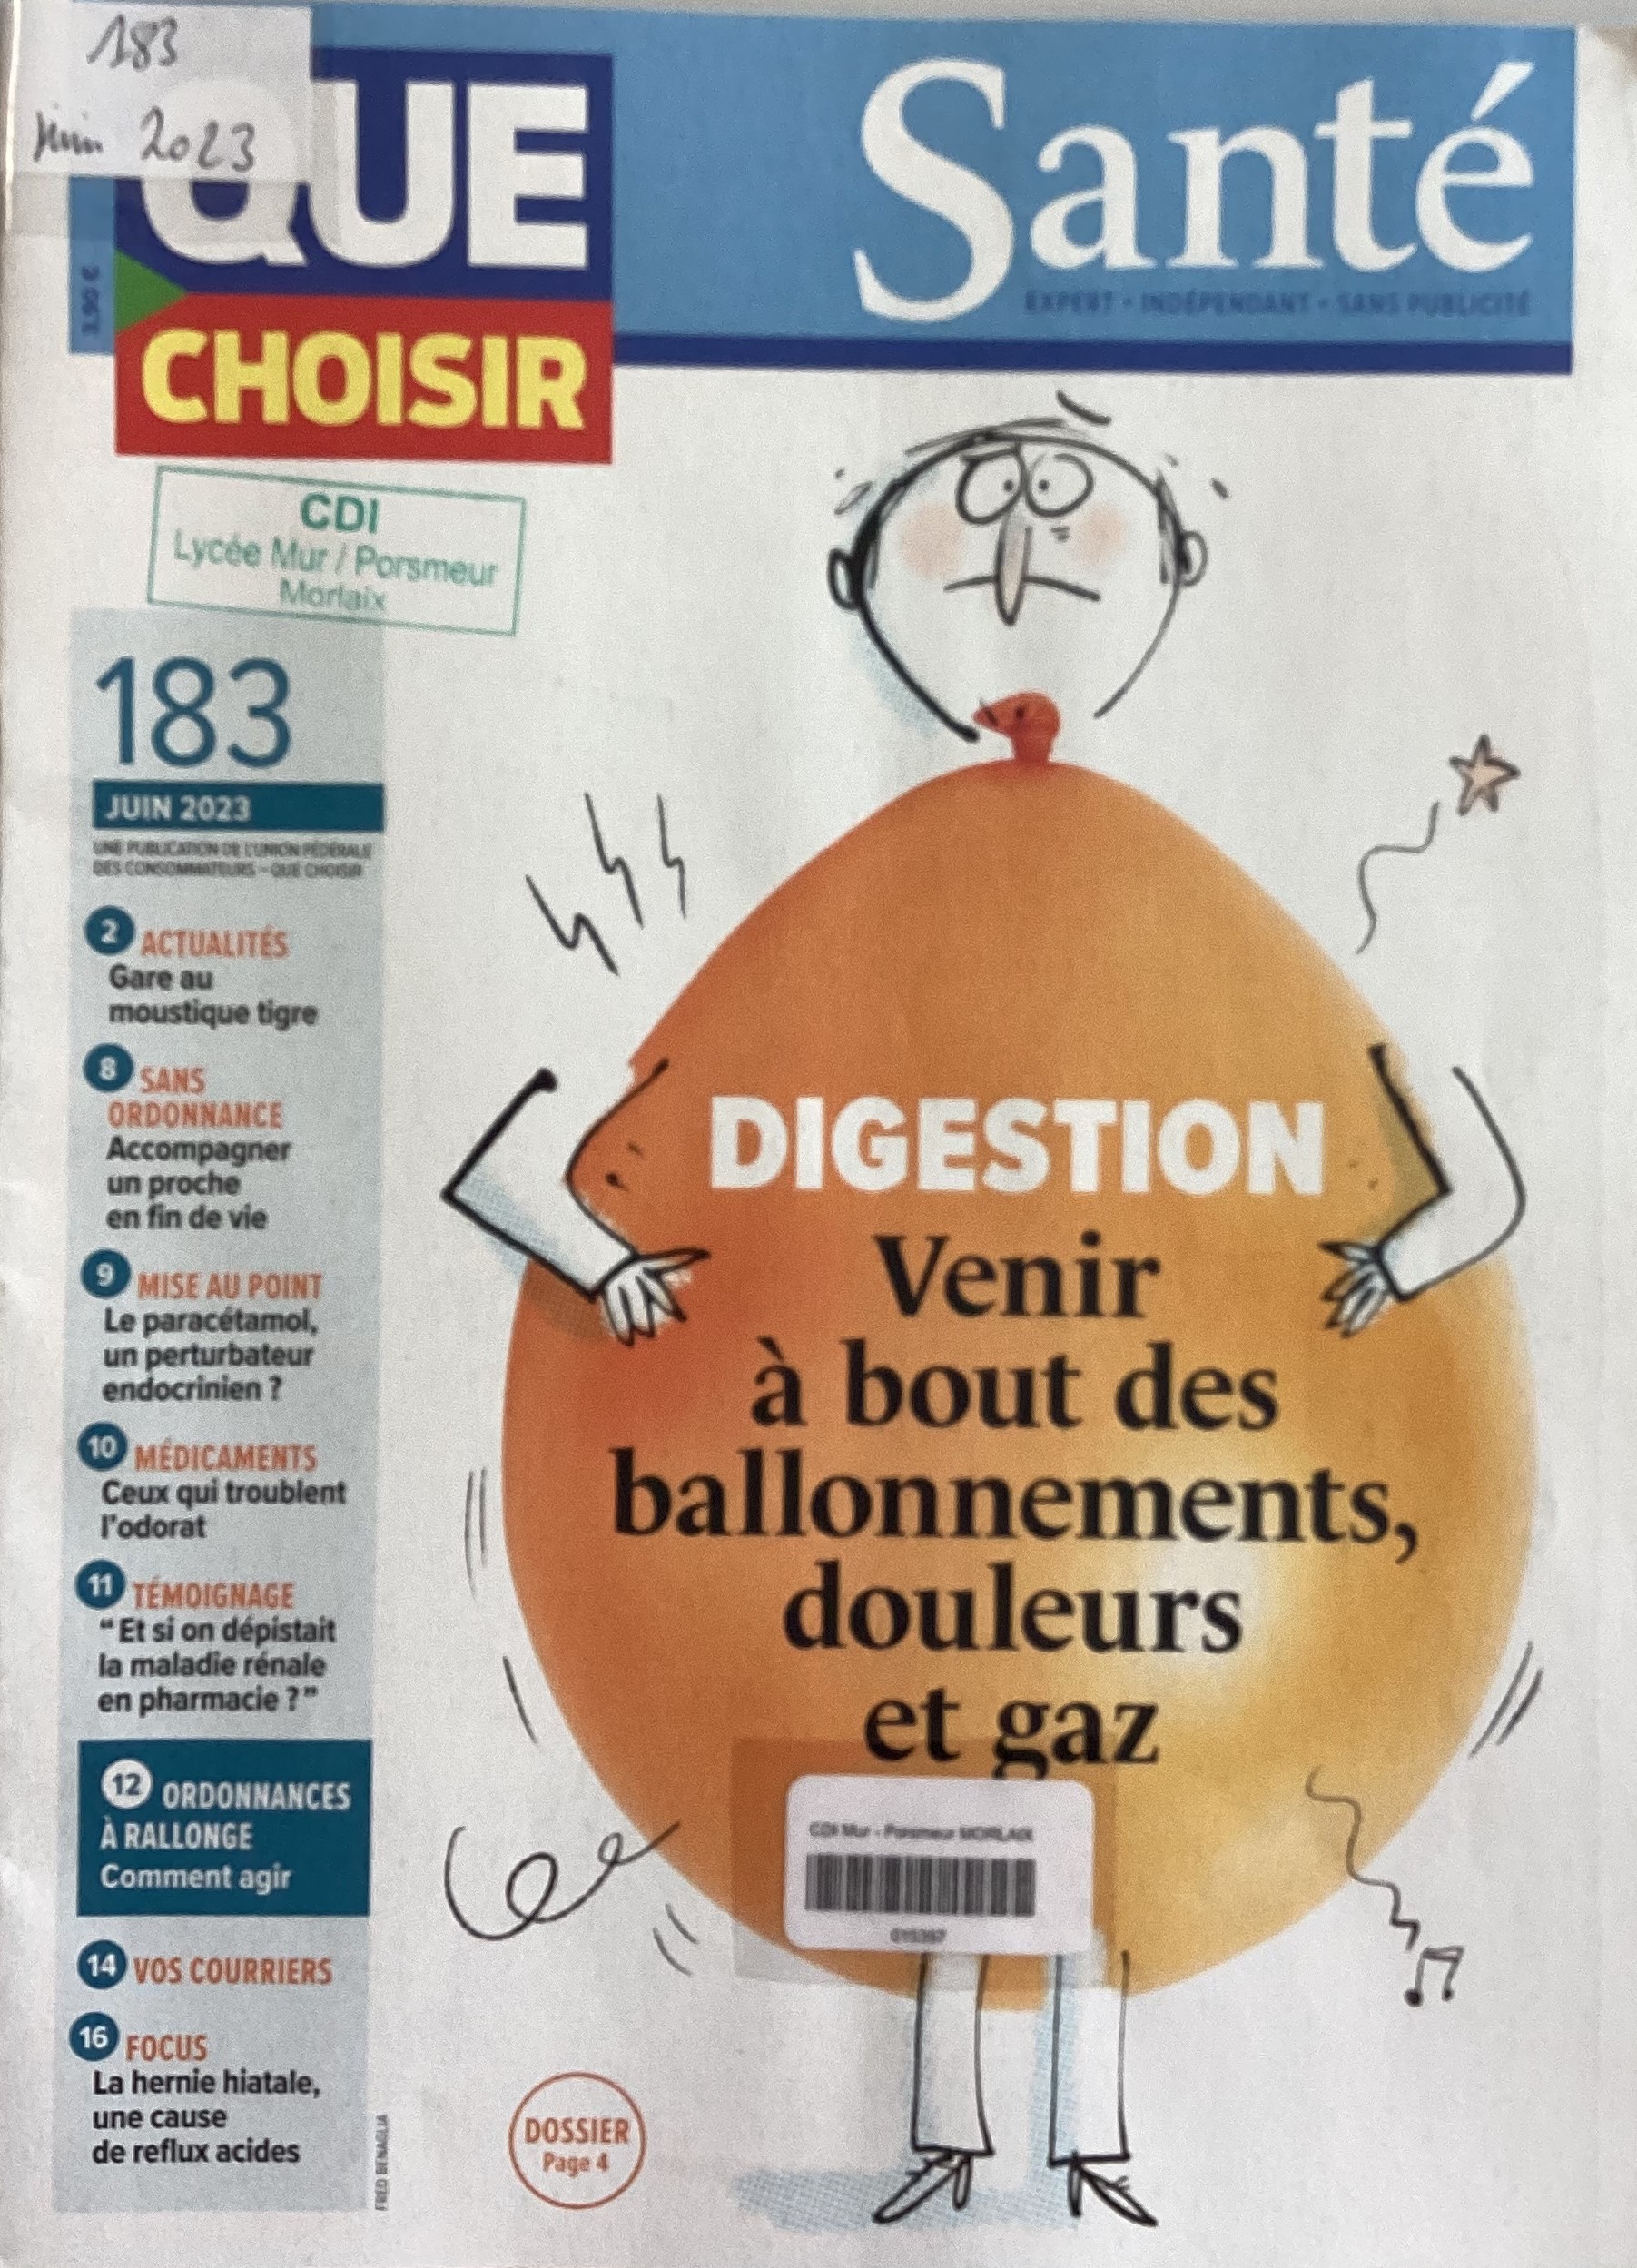 183
juin 2023
QUE
CHOISIR
Santé
EXPERT • INDÉPENDANT • SANS PUBLICITÉ
3,90 €
CDI
Lycée Mur / Porsmeur
Morlaix
183
JUIN 2023
UNE PUBLICATION DE L'UNION FÉDÉRALE
DES CONSOMMATEURS – QUE CHOISIR
2 ACTUALITÉS
Gare au
moustique tigre
8 SANS
ORDONNANCE
Accompagner
un proche
en fin de vie
9 MISE AU POINT
Le paracétamol,
un perturbateur
endocrinien ?
10 MÉDICAMENTS
Ceux qui troublent
l'odorat
11 TÉMOIGNAGE
“ Et si on dépistait
la maladie rénale
en pharmacie ? ”
12 ORDONNANCES
À RALLONGE
Comment agir
14 VOS COURRIERS
16 FOCUS
La hernie hiatale,
une cause
de reflux acides
FRED BENAGLIA
DIGESTION
Venir
à bout des
ballonnements,
douleurs
et gaz
CDI Mur - Porsmeur MORLAIX
DOSSIER
Page 4